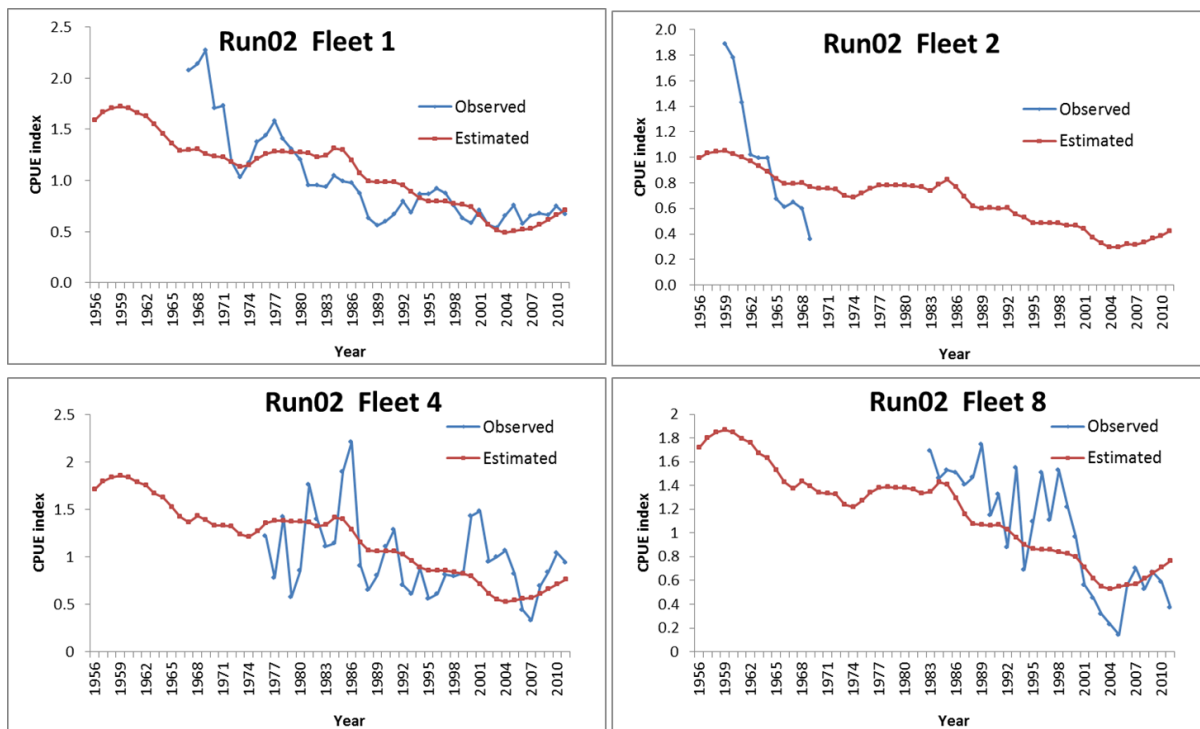 Run02 Fleet 1
CPUE index
2.5
2.0
1.5
1.0
0.5
0.0
Observed
Estimated
1956 1959 1962 1965 1968 1971 1974 1977 1980 1983 1986 1989 1992 1995 1998 2001 2004 2007 2010
Year
Run02 Fleet 2
CPUE index
2.0
1.8
1.6
1.4
1.2
1.0
0.8
0.6
0.4
0.2
0.0
Observed
Estimated
1956 1959 1962 1965 1968 1971 1974 1977 1980 1983 1986 1989 1992 1995 1998 2001 2004 2007 2010
Year
Run02 Fleet 4
CPUE index
2.5
2
1.5
1
0.5
0
Observed
Estimated
1956 1959 1962 1965 1968 1971 1974 1977 1980 1983 1986 1989 1992 1995 1998 2001 2004 2007 2010
Year
Run02 Fleet 8
CPUE index
2
1.8
1.6
1.4
1.2
1
0.8
0.6
0.4
0.2
0
Observed
Estimated
1956 1959 1962 1965 1968 1971 1974 1977 1980 1983 1986 1989 1992 1995 1998 2001 2004 2007 2010
Year